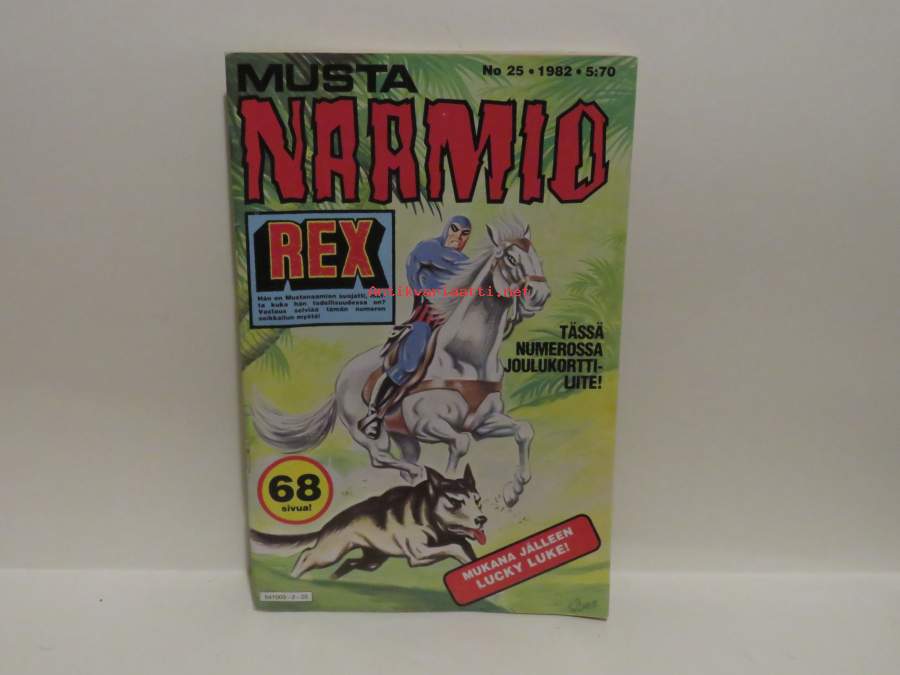 MUSTA
No 25 • 1982 • 5:70
NAAMIO
REX
Hän on Mustanaamion suojatti, mut-
ta kuka hän todellisuudessa on?
Vastaus selviää tämän numeron
seikkailun myötä!
Antikvariaatti.net
TÄSSÄ
NUMEROSSA
JOULUKORTTI-
LIITE!
68
sivua!
MUKANA JÄLLEEN
LUCKY LUKE!